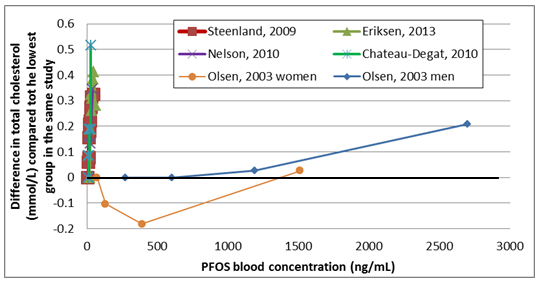 Steenland, 2009
Eriksen, 2013
Nelson, 2010
Chateau-Degat, 2010
Olsen, 2003 women
Olsen, 2003 men
Difference in total cholesterol
(mmol/L) compared tot he lowest
group in the same study
0.6
0.5
0.4
0.3
0.2
0.1
0
-0.1
-0.2
0
500
1000
1500
2000
2500
3000
PFOS blood concentration (ng/mL)